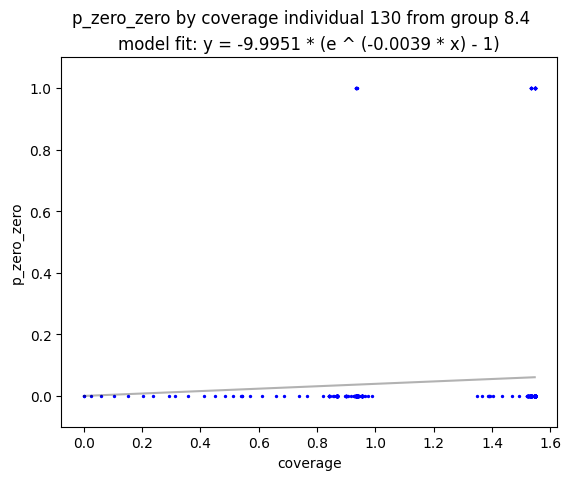 p_zero_zero by coverage individual 130 from group 8.4
model fit: y = -9.9951 * (e ^ (-0.0039 * x) - 1)
1.0
0.8
0.6
0.4
0.2
0.0
p_zero_zero
0.0 0.2 0.4 0.6 0.8 1.0 1.2 1.4 1.6
coverage